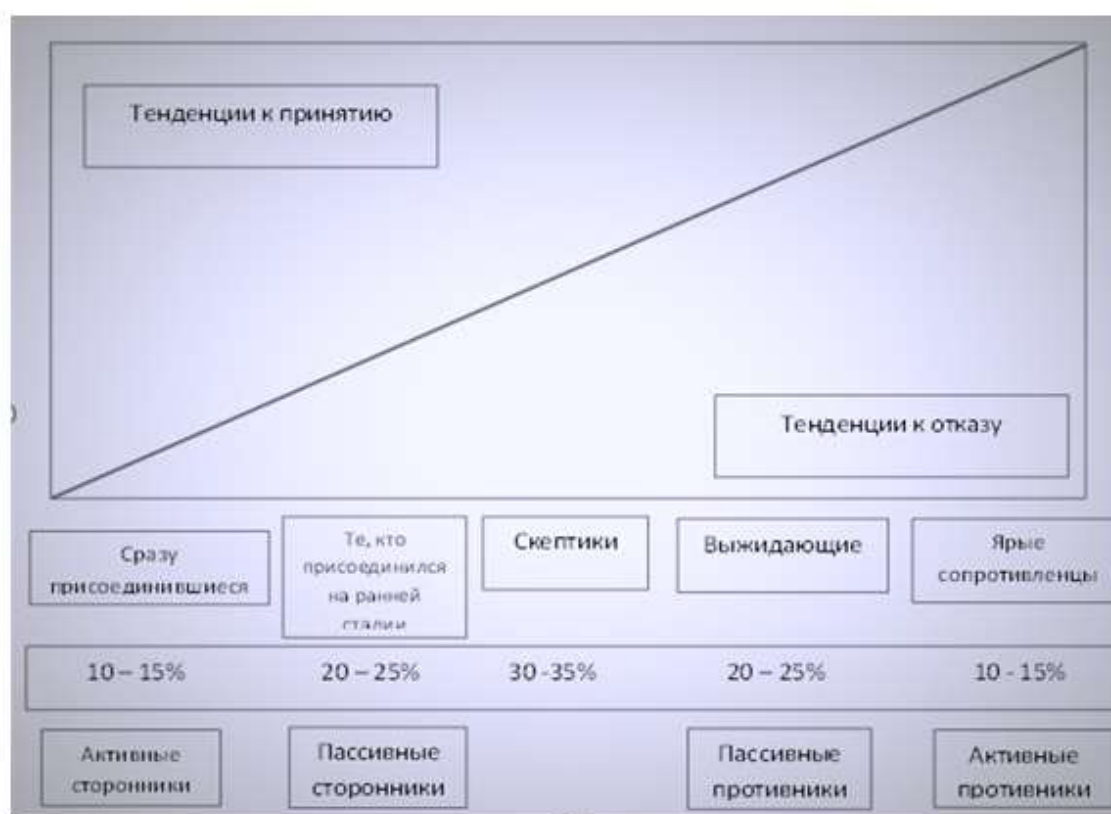 Тенденции к принятию
Тенденции к отказу
Сразу
присоединившиеся
Те, кто
присоединился
на ранней
стадии
Скептики
Выжидающие
Ярые
сопротивленцы
10 – 15%
20 – 25%
30 -35%
20 – 25%
10 - 15%
Активные
сторонники
Пассивные
сторонники
Пассивные
противники
Активные
противники